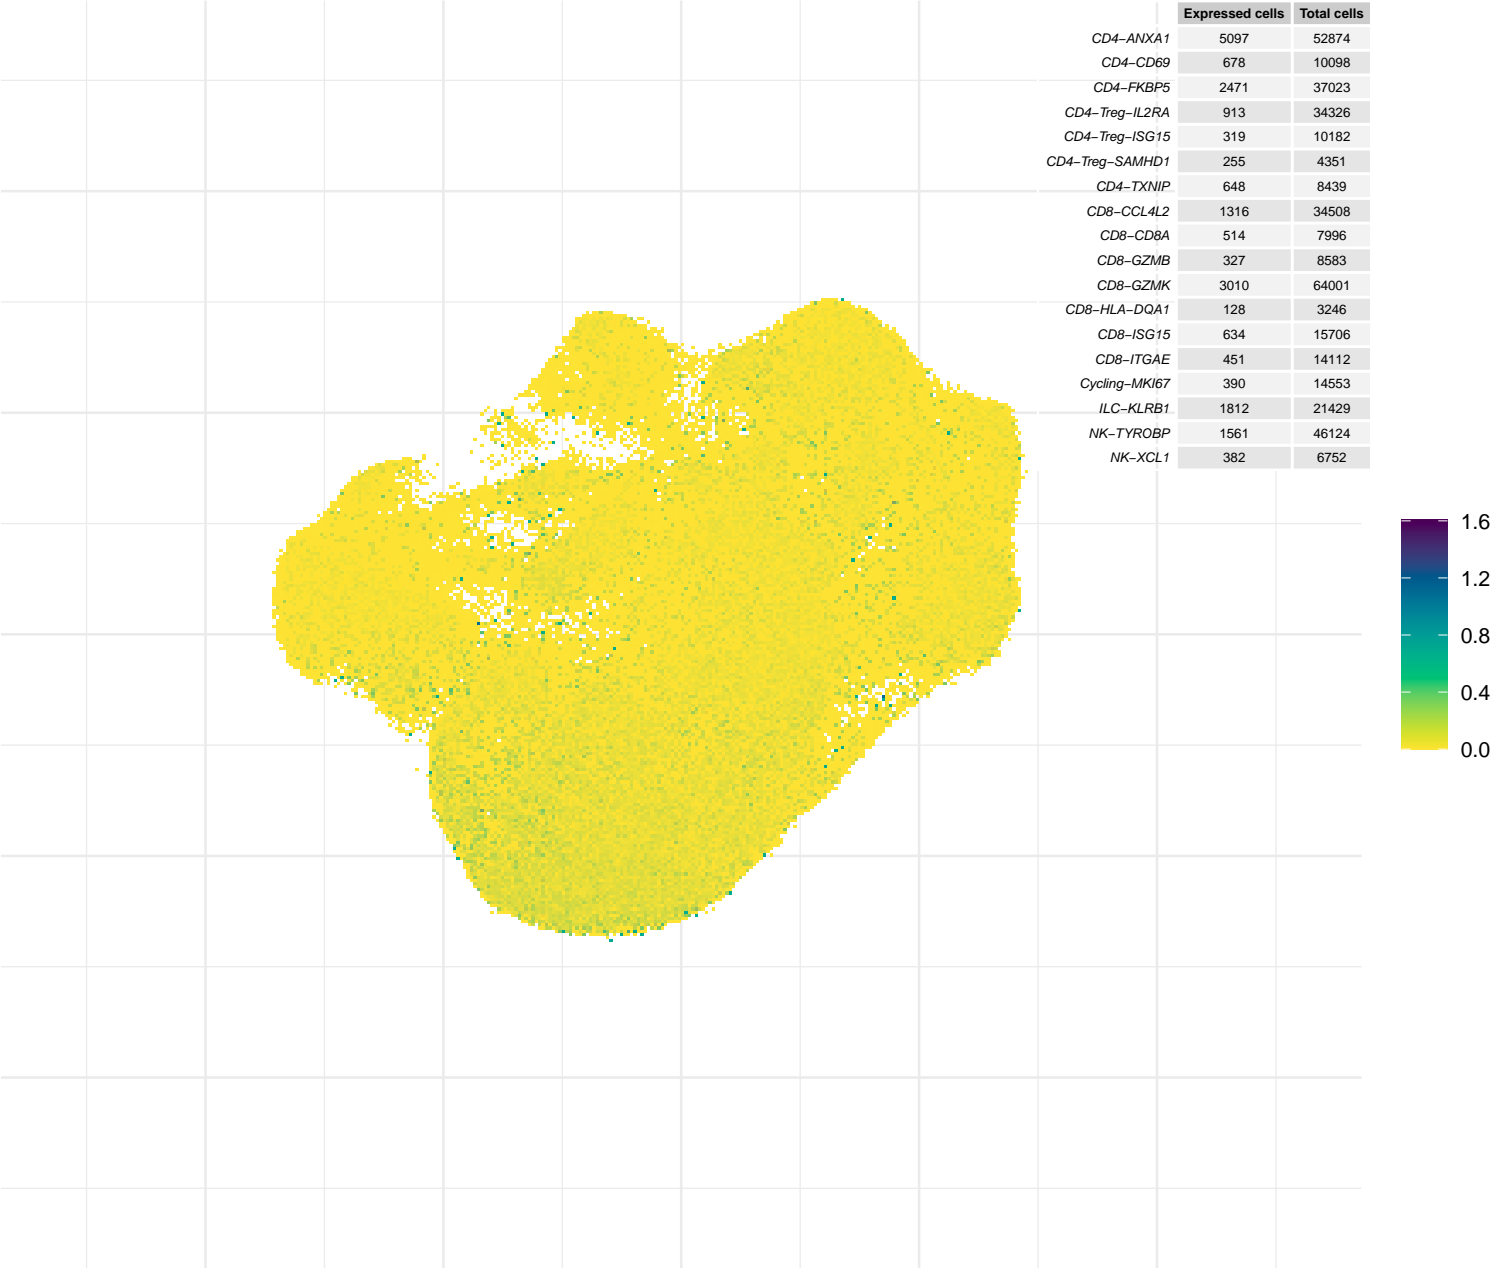 Expressed cells Total cells
CD4−ANXA1 5097 52874
CD4−CD69 678 10098
CD4−FKBP5 2471 37023
CD4−Treg−IL2RA 913 34326
CD4−Treg−ISG15 319 10182
CD4−Treg−SAMHD1 255 4351
CD4−TXNIP 648 8439
CD8−CCL4L2 1316 34508
CD8−CD8A 514 7996
CD8−GZMB 327 8583
CD8−GZMK 3010 64001
CD8−HLA−DQA1 128 3246
CD8−ISG15 634 15706
CD8−ITGAE 451 14112
Cycling−MKI67 390 14553
ILC−KLRB1 1812 21429
NK−TYROBP 1561 46124
NK−XCL1 382 6752
1.6
1.2
0.8
0.4
0.0